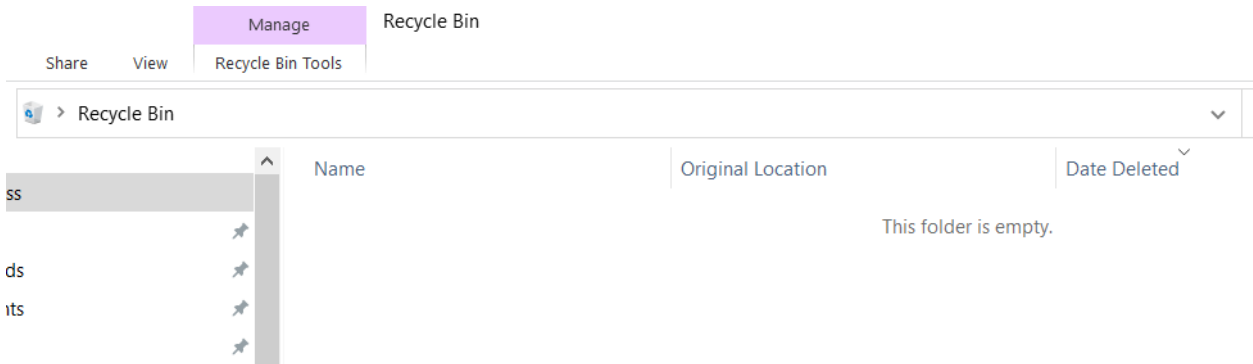 Manage Recycle Bin
Share View Recycle Bin Tools
Recycle Bin
Name Original Location Date Deleted
ss
This folder is empty.
ds
nts